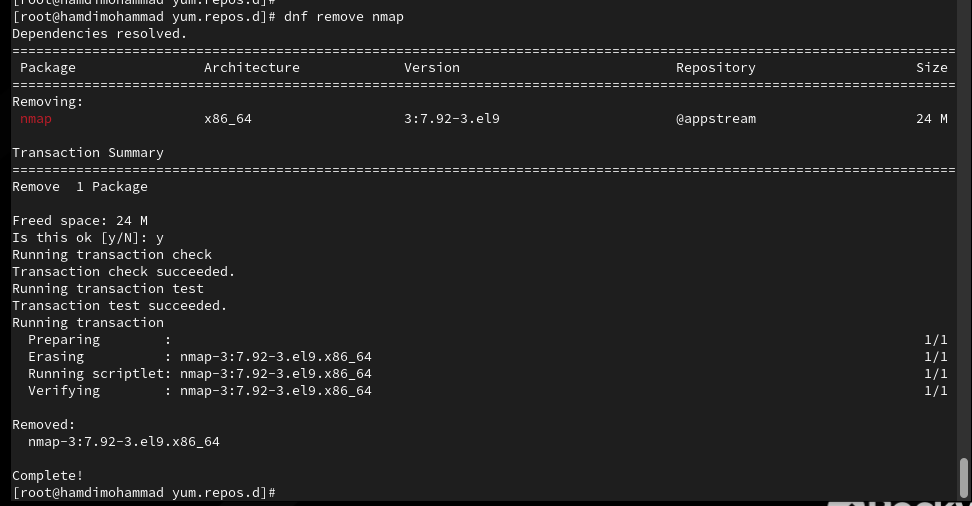 [root@hamdimohammad yum.repos.d]#
[root@hamdimohammad yum.repos.d]# dnf remove nmap
Dependencies resolved.
================================================================================
Package Architecture Version Repository Size
================================================================================
Removing:
nmap x86_64 3:7.92-3.el9 @appstream 24 M
Transaction Summary
================================================================================
Remove 1 Package
Freed space: 24 M
Is this ok [y/N]: y
Running transaction check
Transaction check succeeded.
Running transaction test
Transaction test succeeded.
Running transaction
Preparing : 1/1
Erasing : nmap-3:7.92-3.el9.x86_64 1/1
Running scriptlet: nmap-3:7.92-3.el9.x86_64 1/1
Verifying : nmap-3:7.92-3.el9.x86_64 1/1
Removed:
nmap-3:7.92-3.el9.x86_64
Complete!
[root@hamdimohammad yum.repos.d]#